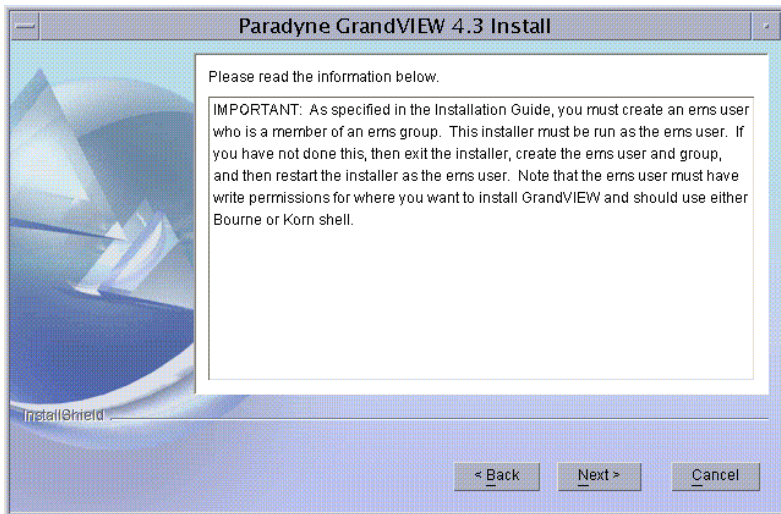 Paradyne GrandVIEW 4.3 Install
Please read the information below.
IMPORTANT:  As specified in the Installation Guide, you must create an ems user
who is a member of an ems group.  This installer must be run as the ems user.  If
you have not done this, then exit the installer, create the ems user and group,
and then restart the installer as the ems user.  Note that the ems user must have
write permissions for where you want to install GrandVIEW and should use either
Bourne or Korn shell.
InstallShield
< Back
Next >
Cancel